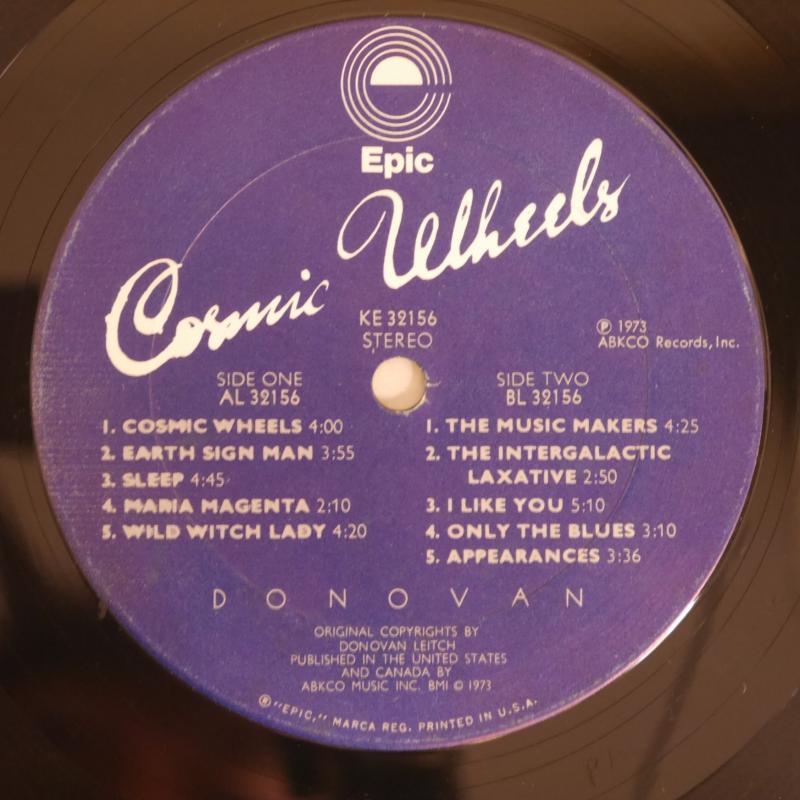 Epic
Cosmic Wheels
KE 32156
STEREO
℗ 1973
ABKCO Records, Inc.
SIDE ONE
AL 32156
1. COSMIC WHEELS 4:00
2. EARTH SIGN MAN 3:55
3. SLEEP 4:45
4. MARIA MAGENTA 2:10
5. WILD WITCH LADY 4:20
SIDE TWO
BL 32156
1. THE MUSIC MAKERS 4:25
2. THE INTERGALACTIC
LAXATIVE 2:50
3. I LIKE YOU 5:10
4. ONLY THE BLUES 3:10
5. APPEARANCES 3:36
DONOVAN
ORIGINAL COPYRIGHTS BY
DONOVAN LEITCH
PUBLISHED IN THE UNITED STATES
AND CANADA BY
ABKCO MUSIC INC. BMI © 1973
® "EPIC," MARCA REG. PRINTED IN U.S.A.